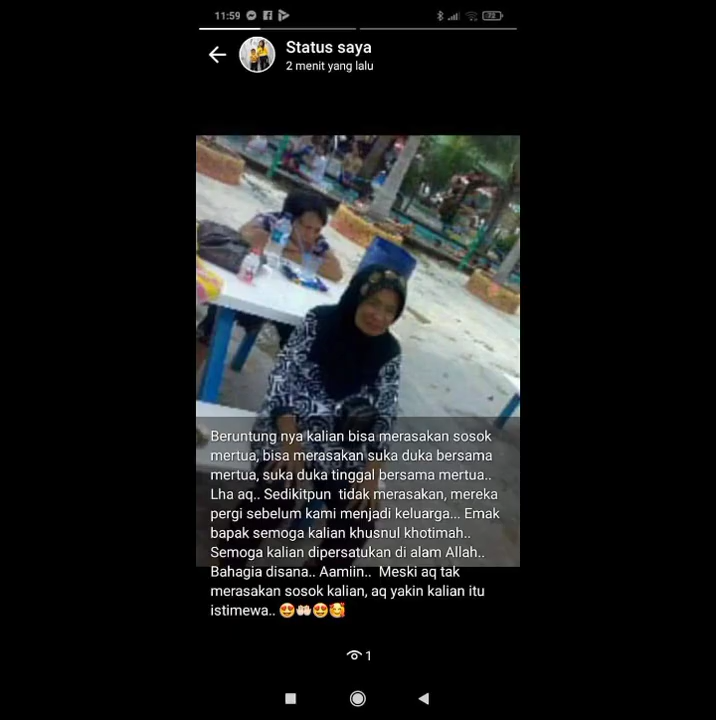 11:59
72
Status saya
2 menit yang lalu
Beruntung nya kalian bisa merasakan sosok
mertua, bisa merasakan suka duka bersama
mertua, suka duka tinggal bersama mertua..
Lha aq.. Sedikitpun tidak merasakan, mereka
pergi sebelum kami menjadi keluarga... Emak
bapak semoga kalian khusnul khotimah..
Semoga kalian dipersatukan di alam Allah..
Bahagia disana.. Aamiin.. Meski aq tak
merasakan sosok kalian, aq yakin kalian itu
istimewa.. 😍🤲🏻😍🥰
1